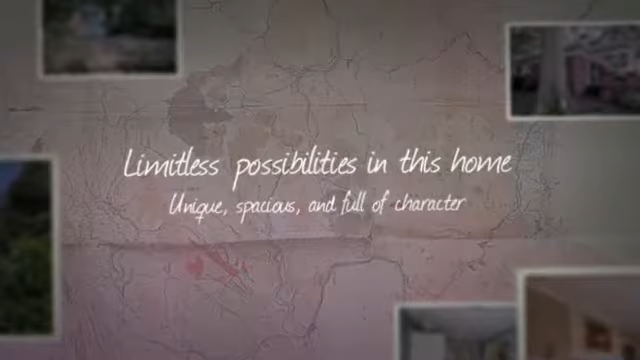 Limitless possibilities in this home
Unique, spacious, and full of character